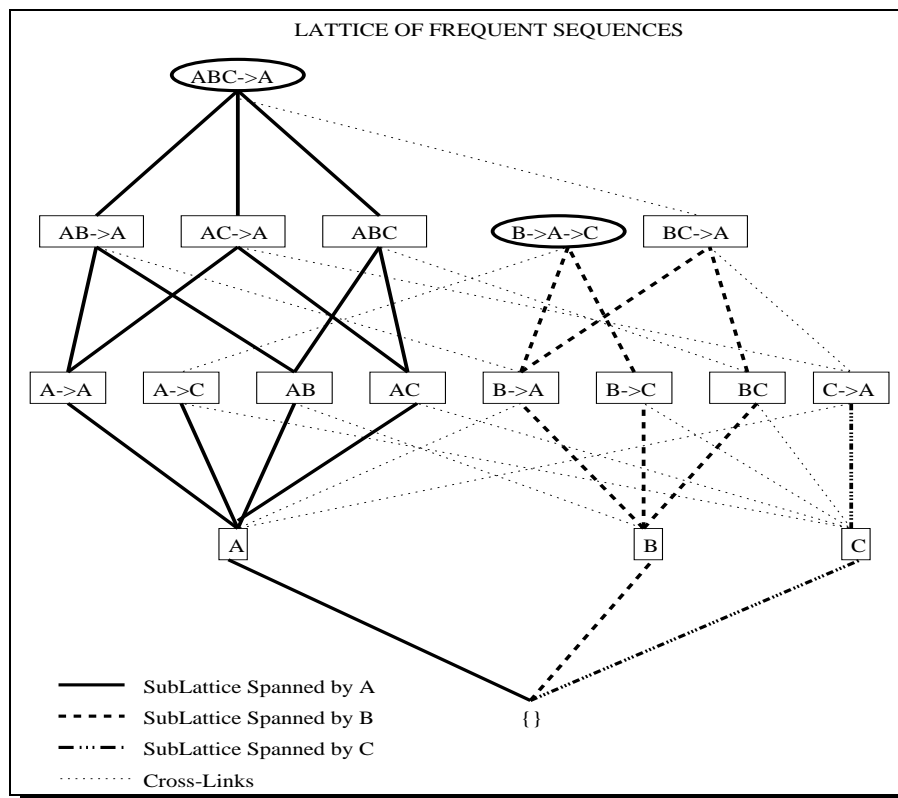 LATTICE OF FREQUENT SEQUENCES
ABC->A
AB->A AC->A ABC B->A->C BC->A
A->A A->C AB AC B->A B->C BC C->A
A B C
{}
SubLattice Spanned by A
SubLattice Spanned by B
SubLattice Spanned by C
Cross-Links